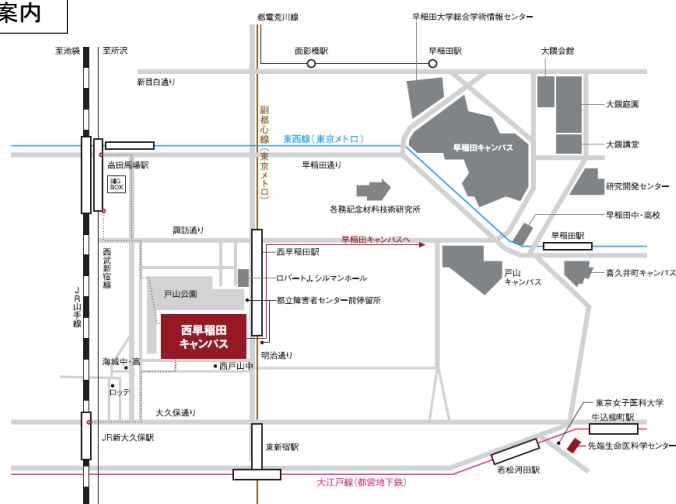 案内
都電荒川線
早稲田大学総合学術情報センター
至池袋
至所沢
面影橋駅
早稲田駅
大隈会館
新目白通り
大隈庭園
副都心線(東京メトロ)
東西線(東京メトロ)
大隈講堂
早稲田キャンパス
高田馬場駅
早稲田通り
BIG
BOX
研究開発センター
各務記念材料技術研究所
早稲田中・高校
諏訪通り
早稲田キャンパスへ
早稲田駅
西武新宿線
西早稲田駅
戸山
キャンパス
喜久井町キャンパス
ロバートJ.シルマンホール
JR山手線
戸山公園
都立障害者センター前停留所
西早稲田
キャンパス
明治通り
海城中・高
西戸山中
ロッテ
東京女子医科大学
大久保通り
牛込柳町駅
JR新大久保駅
東新宿駅
先端生命医科学センター
若松河田駅
大江戸線(都営地下鉄)